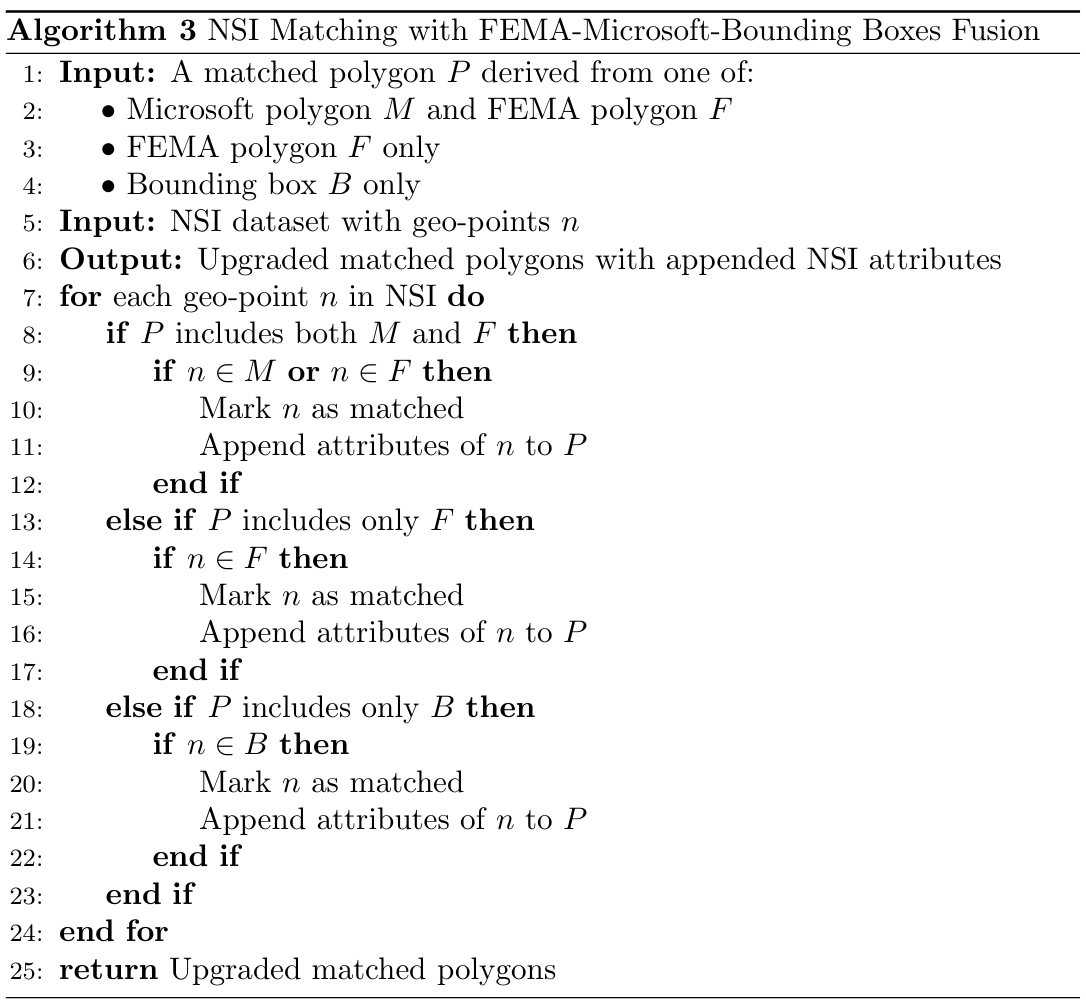 Algorithm 3 NSI Matching with FEMA-Microsoft-Bounding Boxes Fusion
1: Input: A matched polygon P derived from one of:
2: • Microsoft polygon M and FEMA polygon F
3: • FEMA polygon F only
4: • Bounding box B only
5: Input: NSI dataset with geo-points n
6: Output: Upgraded matched polygons with appended NSI attributes
7: for each geo-point n in NSI do
8: if P includes both M and F then
9: if n ∈ M or n ∈ F then
10: Mark n as matched
11: Append attributes of n to P
12: end if
13: else if P includes only F then
14: if n ∈ F then
15: Mark n as matched
16: Append attributes of n to P
17: end if
18: else if P includes only B then
19: if n ∈ B then
20: Mark n as matched
21: Append attributes of n to P
22: end if
23: end if
24: end for
25: return Upgraded matched polygons